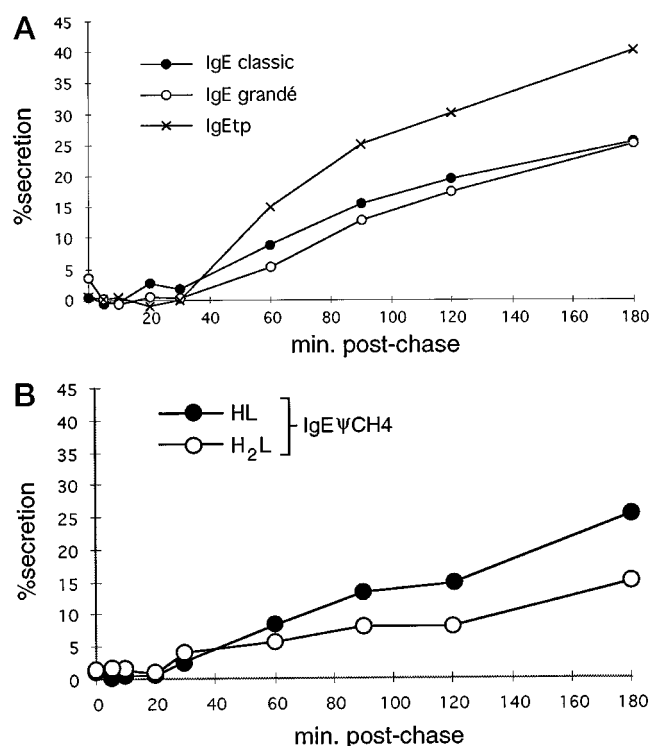 A
45
40
35
30
25
20
15
10
5
0
%secretion
IgE classic
IgE grandé
IgEtp
0 20 40 60 80 100 120 140 160 180
min. post-chase
B
45
40
35
30
25
20
15
10
5
0
%secretion
HL
H₂L
IgEΨCH4
0 20 40 60 80 100 120 140 160 180
min. post-chase